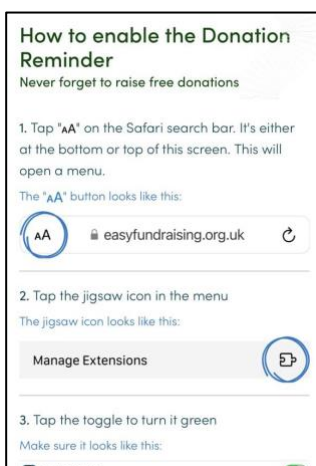 How to enable the Donation
Reminder
Never forget to raise free donations
1. Tap "AA" on the Safari search bar. It's either
at the bottom or top of this screen. This will
open a menu.
The "AA" button looks like this:
AA easyfundraising.org.uk
2. Tap the jigsaw icon in the menu
The jigsaw icon looks like this:
Manage Extensions
3. Tap the toggle to turn it green
Make sure it looks like this: